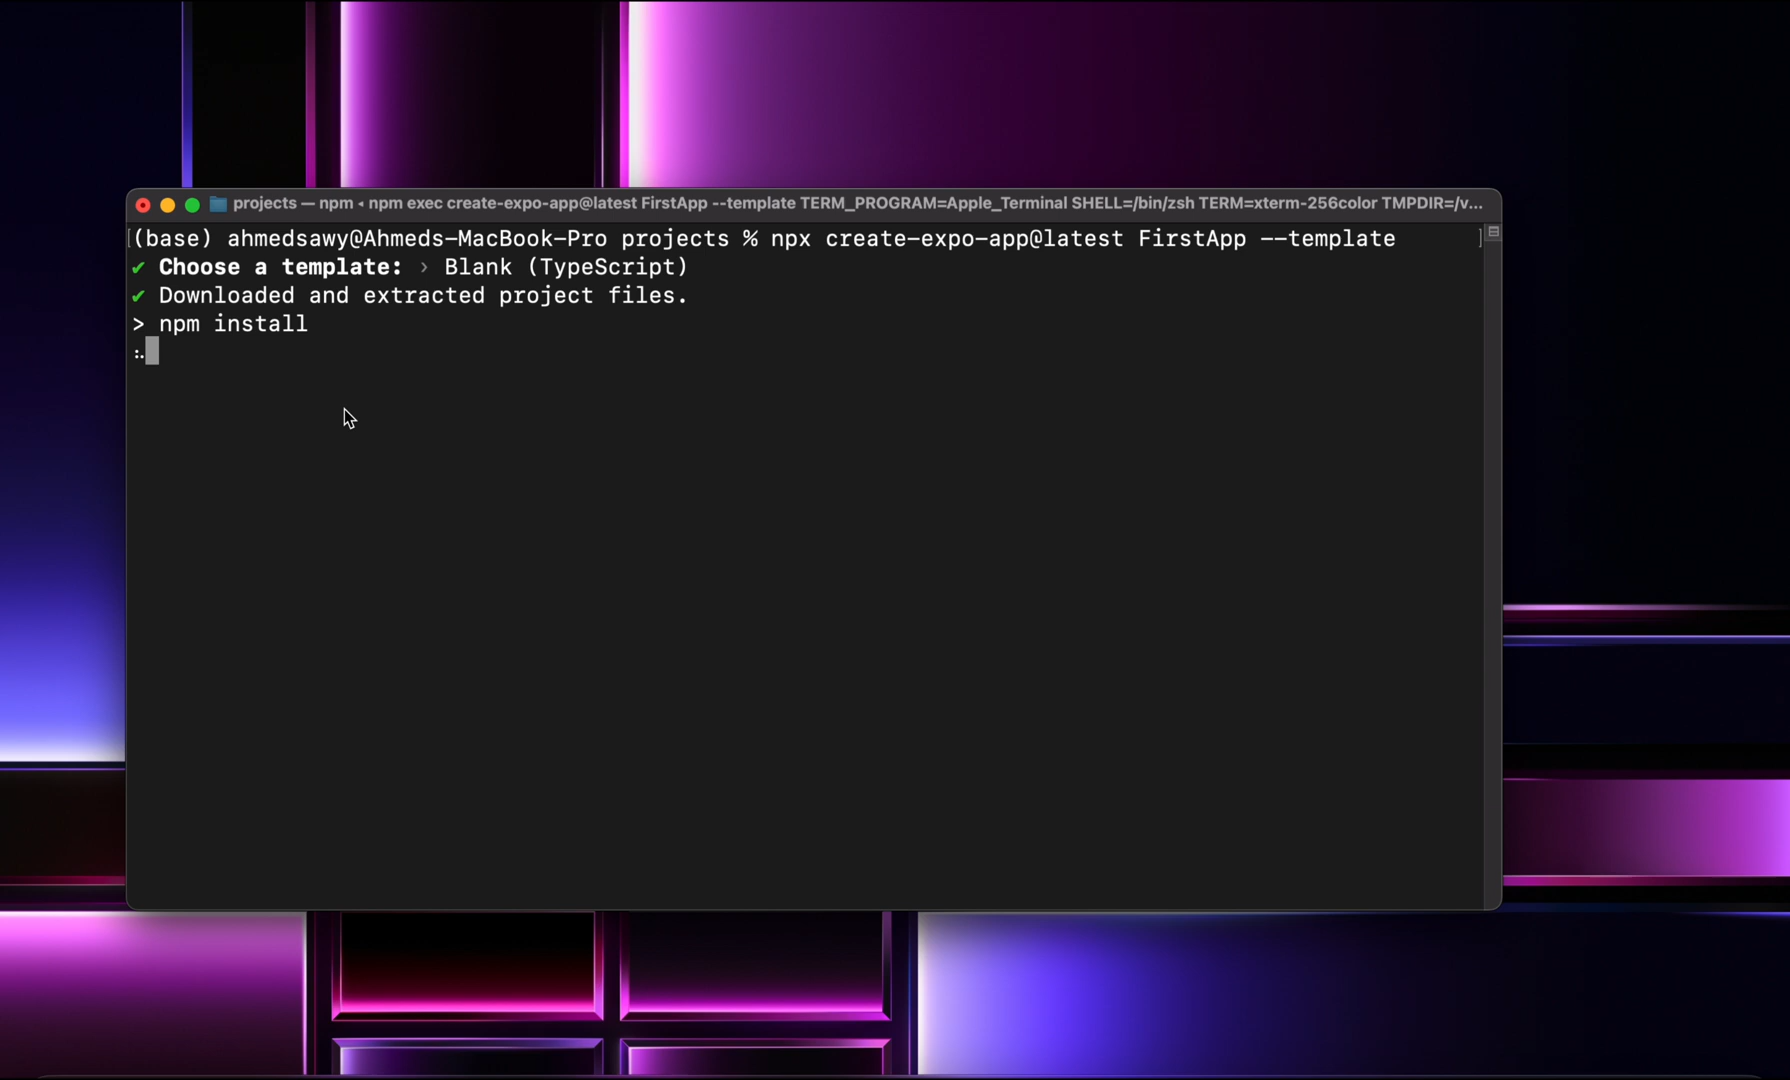 projects — npm ◂ npm exec create-expo-app@latest FirstApp --template TERM_PROGRAM=Apple_Terminal SHELL=/bin/zsh TERM=xterm-256color TMPDIR=/v...
[(base) ahmedsawy@Ahmeds-MacBook-Pro projects % npx create-expo-app@latest FirstApp --template ]
✔ Choose a template: › Blank (TypeScript)
✔ Downloaded and extracted project files.
> npm install